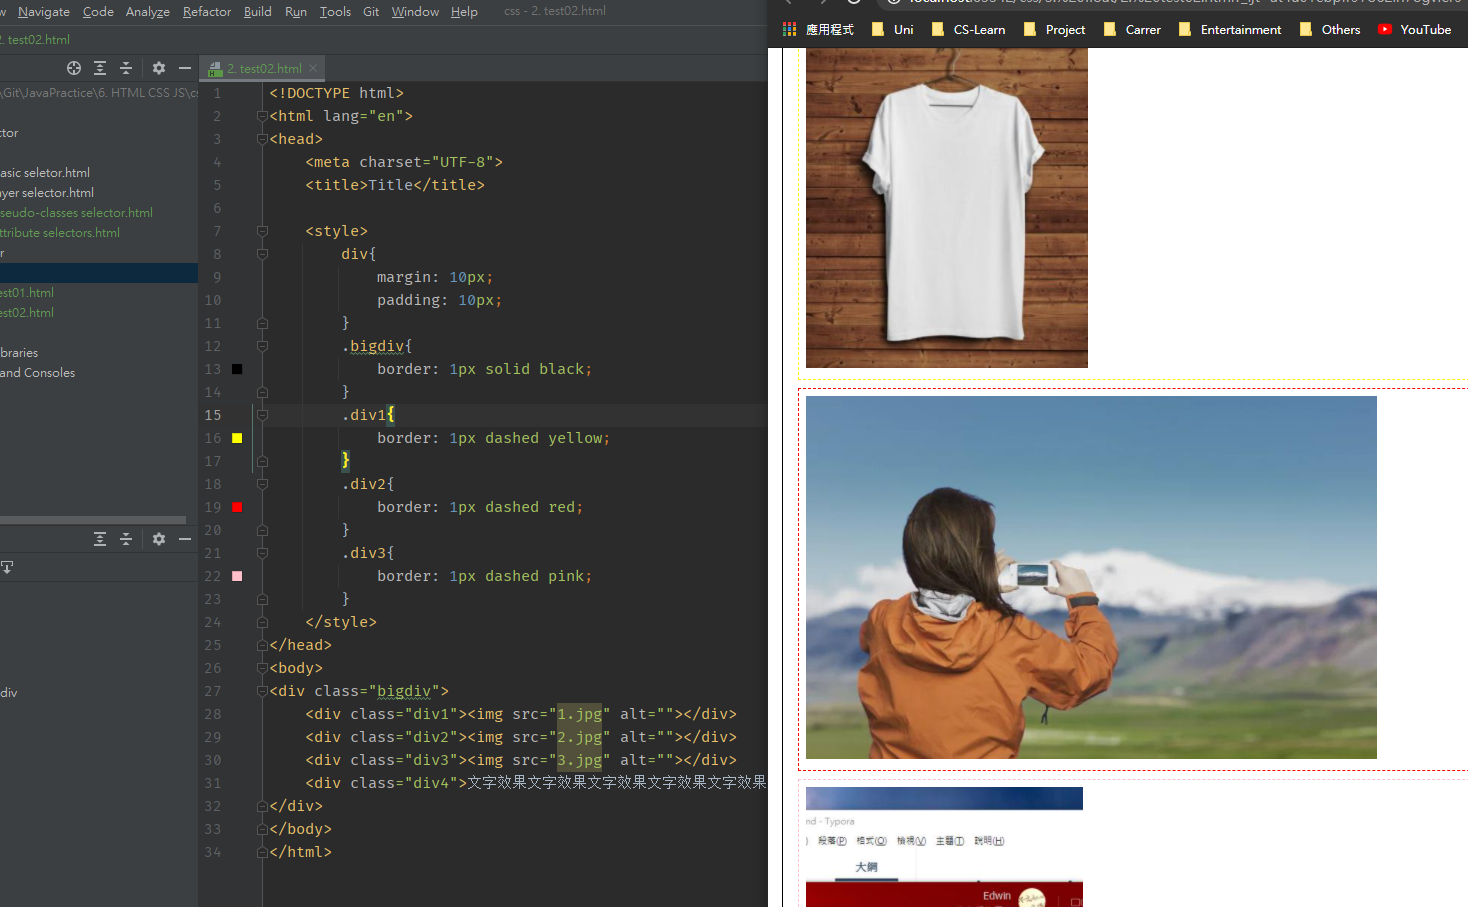 Navigate Code Analyze Refactor Build Run Tools Git Window Help css - 2. test02.html
2. test02.html
應用程式 Uni CS-Learn Project Carrer Entertainment Others YouTube
2. test02.html
\Git\JavaPractice\6. HTML CSS JS\cs
ctor
asic seletor.html
ayer selector.html
seudo-classes selector.html
ttribute selectors.html
r
est01.html
est02.html
braries
and Consoles
div
1 <!DOCTYPE html>
2 <html lang="en">
3 <head>
4 <meta charset="UTF-8">
5 <title>Title</title>
6
7 <style>
8 div{
9 margin: 10px;
10 padding: 10px;
11 }
12 .bigdiv{
13 border: 1px solid black;
14 }
15 .div1{
16 border: 1px dashed yellow;
17 }
18 .div2{
19 border: 1px dashed red;
20 }
21 .div3{
22 border: 1px dashed pink;
23 }
24 </style>
25 </head>
26 <body>
27 <div class="bigdiv">
28 <div class="div1"><img src="1.jpg" alt=""></div>
29 <div class="div2"><img src="2.jpg" alt=""></div>
30 <div class="div3"><img src="3.jpg" alt=""></div>
31 <div class="div4">文字效果文字效果文字效果文字效果文字效果
32 </div>
33 </body>
34 </html>
nd - Typora
段落(P) 格式(O) 檢視(V) 主題(T) 說明(H)
大綱
Edwin